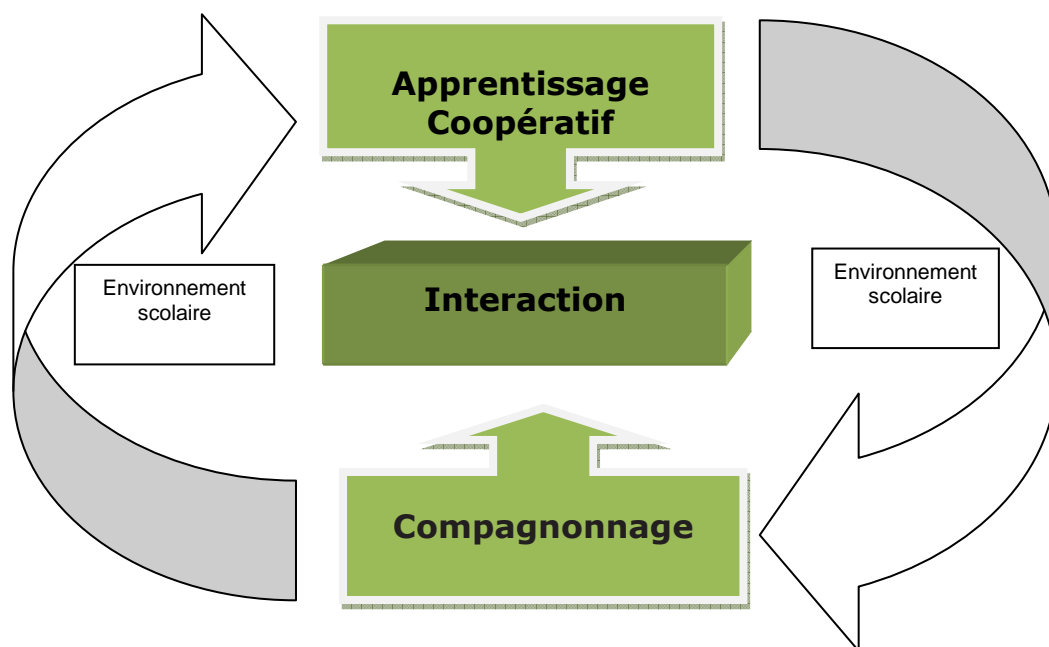 Apprentissage
Coopératif
Environnement
scolaire
Interaction
Environnement
scolaire
Compagnonnage